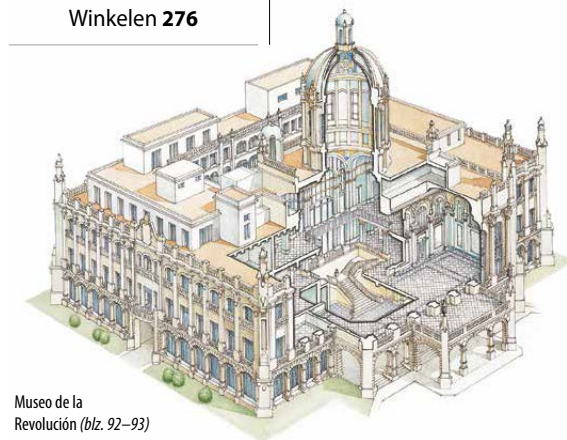 Winkelen 276
Museo de la
Revolución (blz. 92–93)